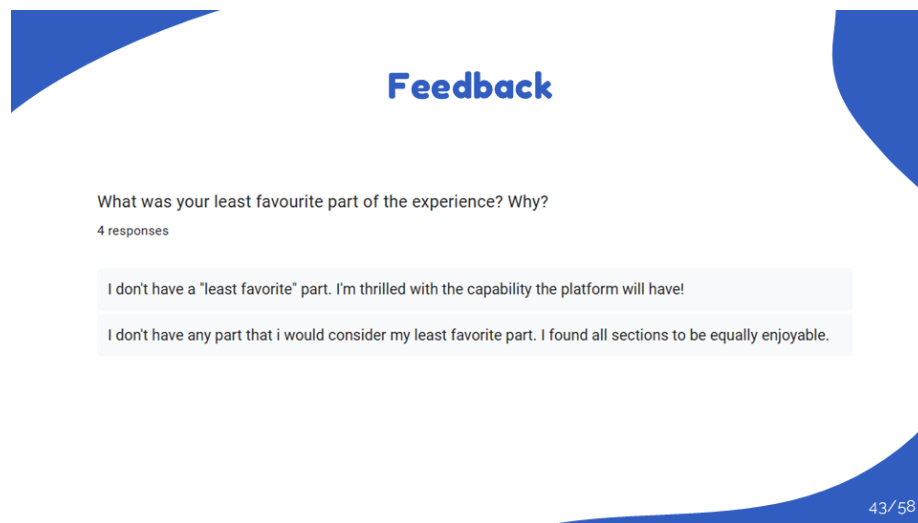 Feedback
What was your least favourite part of the experience? Why?
4 responses
I don't have a "least favorite" part. I'm thrilled with the capability the platform will have!
I don't have any part that i would consider my least favorite part. I found all sections to be equally enjoyable.
43/58